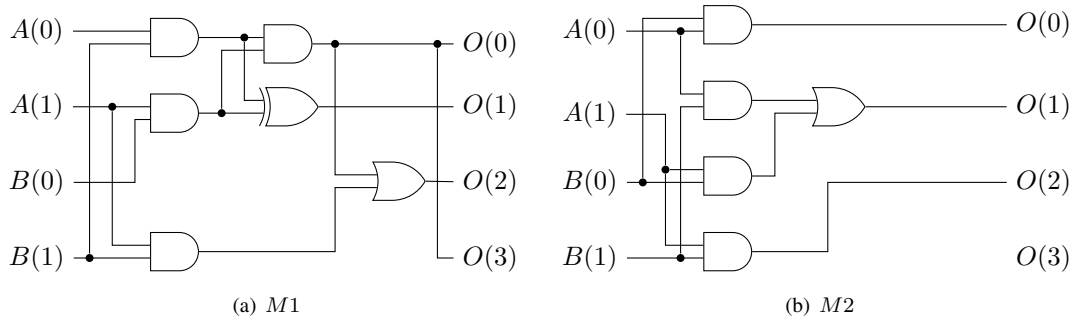 A(0)
A(1)
B(0)
B(1)
O(0)
O(1)
O(2)
O(3)
(a) M1
A(0)
A(1)
B(0)
B(1)
O(0)
O(1)
O(2)
O(3)
(b) M2